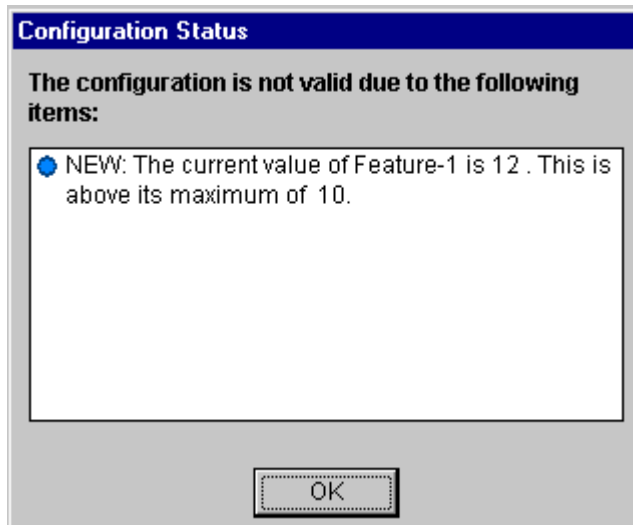 Configuration Status
The configuration is not valid due to the following
items:
NEW: The current value of Feature-1 is 12 . This is
above its maximum of 10.
OK